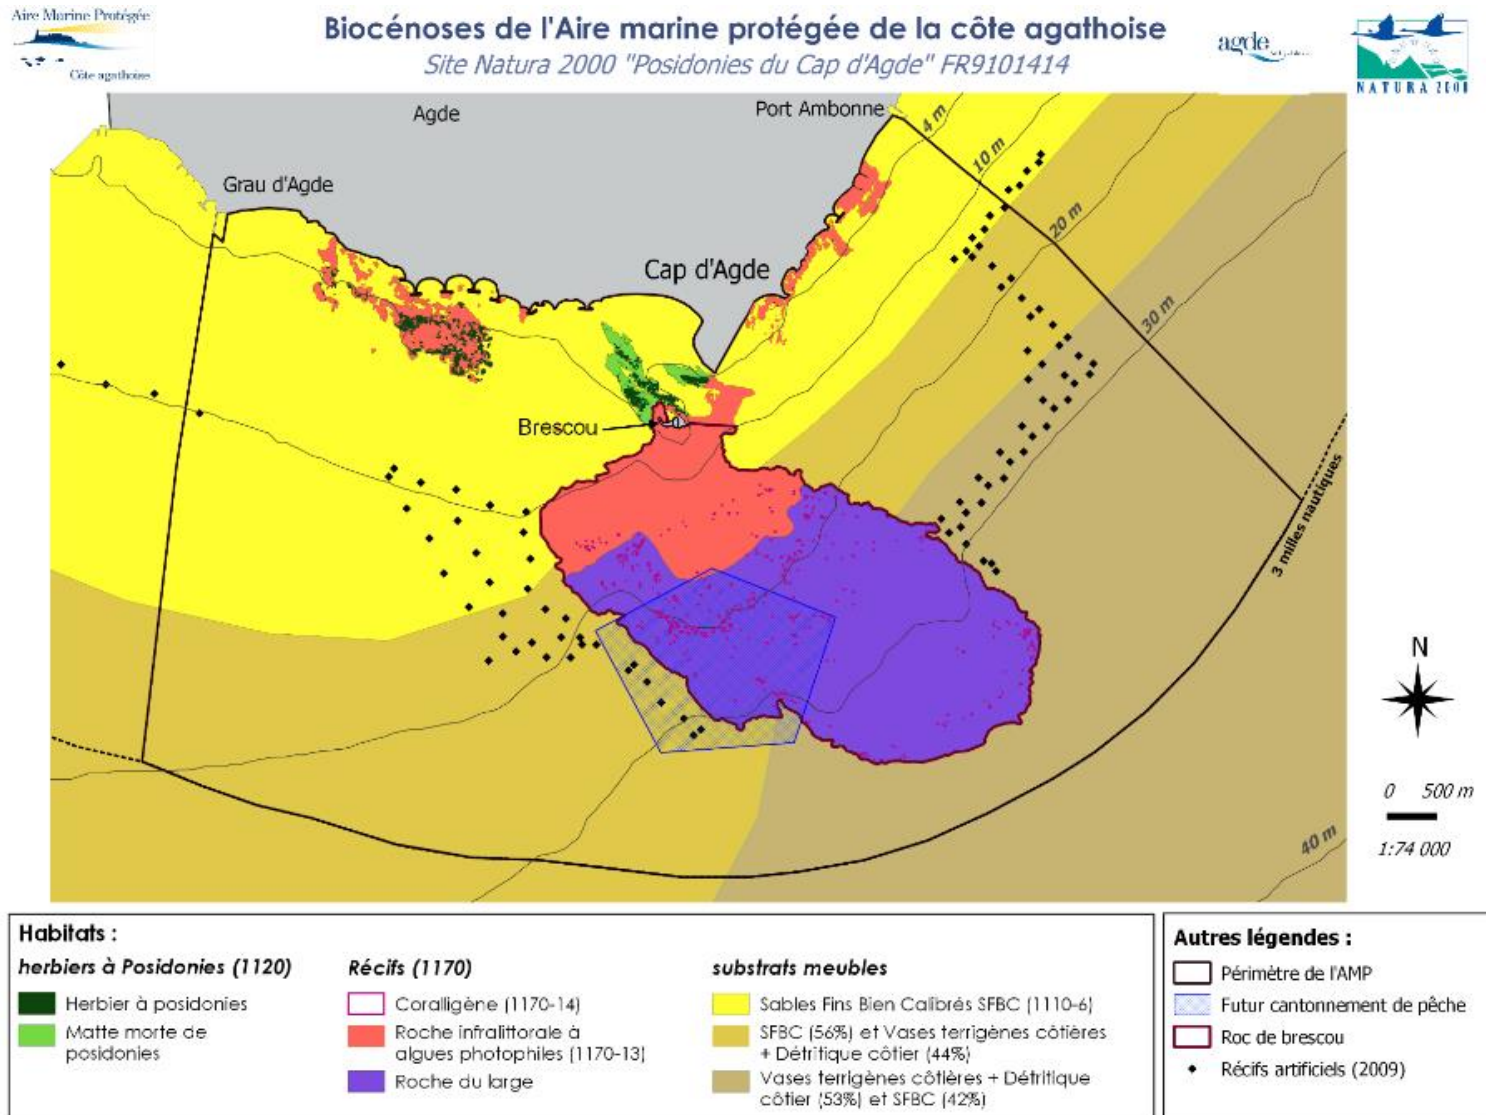 Aire Marine Protégée
Côte agathoise
Biocénoses de l'Aire marine protégée de la côte agathoise
Site Natura 2000 "Posidonies du Cap d'Agde" FR9101414
agde
NATURA 2000
Agde
Port Ambonne
Grau d'Agde
Cap d'Agde
Brescou
4 m
10 m
20 m
30 m
40 m
3 milles nautiques
N
0 500 m
1:74 000
Habitats :
herbiers à Posidonies (1120)
Herbier à posidonies
Matte morte de
posidonies
Récifs (1170)
Coralligène (1170-14)
Roche infralittorale à
algues photophiles (1170-13)
Roche du large
substrats meubles
Sables Fins Bien Calibrés SFBC (1110-6)
SFBC (56%) et Vases terrigènes côtières
+ Détritique côtier (44%)
Vases terrigènes côtières + Détritique
côtier (53%) et SFBC (42%)
Autres légendes :
Périmètre de l'AMP
Futur cantonnement de pêche
Roc de brescou
Récifs artificiels (2009)